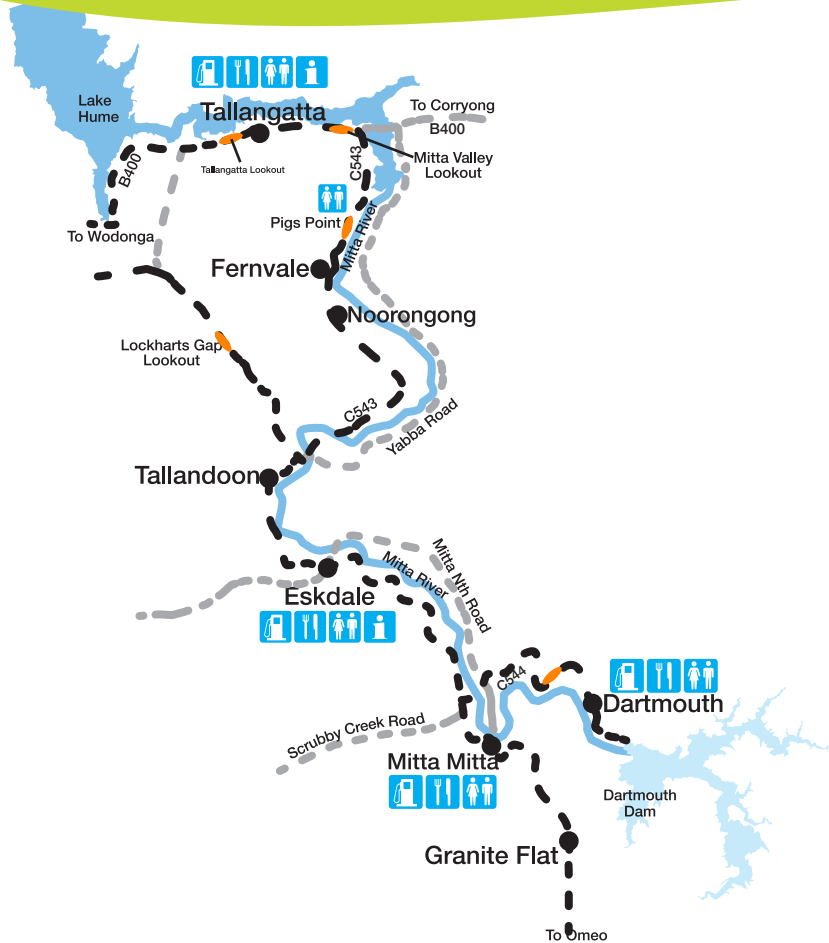 Lake
Hume
Tallangatta
To Corryong
B400
B400
Tallangatta Lookout
C543
Mitta Valley
Lookout
Pigs Point
Mitta River
To Wodonga
Fernvale
Noorongong
Lockharts Gap
Lookout
C543
Yabba Road
Tallandoon
Mitta River
Mitta Nth Road
Eskdale
C544
Dartmouth
Scrubby Creek Road
Mitta Mitta
Dartmouth
Dam
Granite Flat
To Omeo